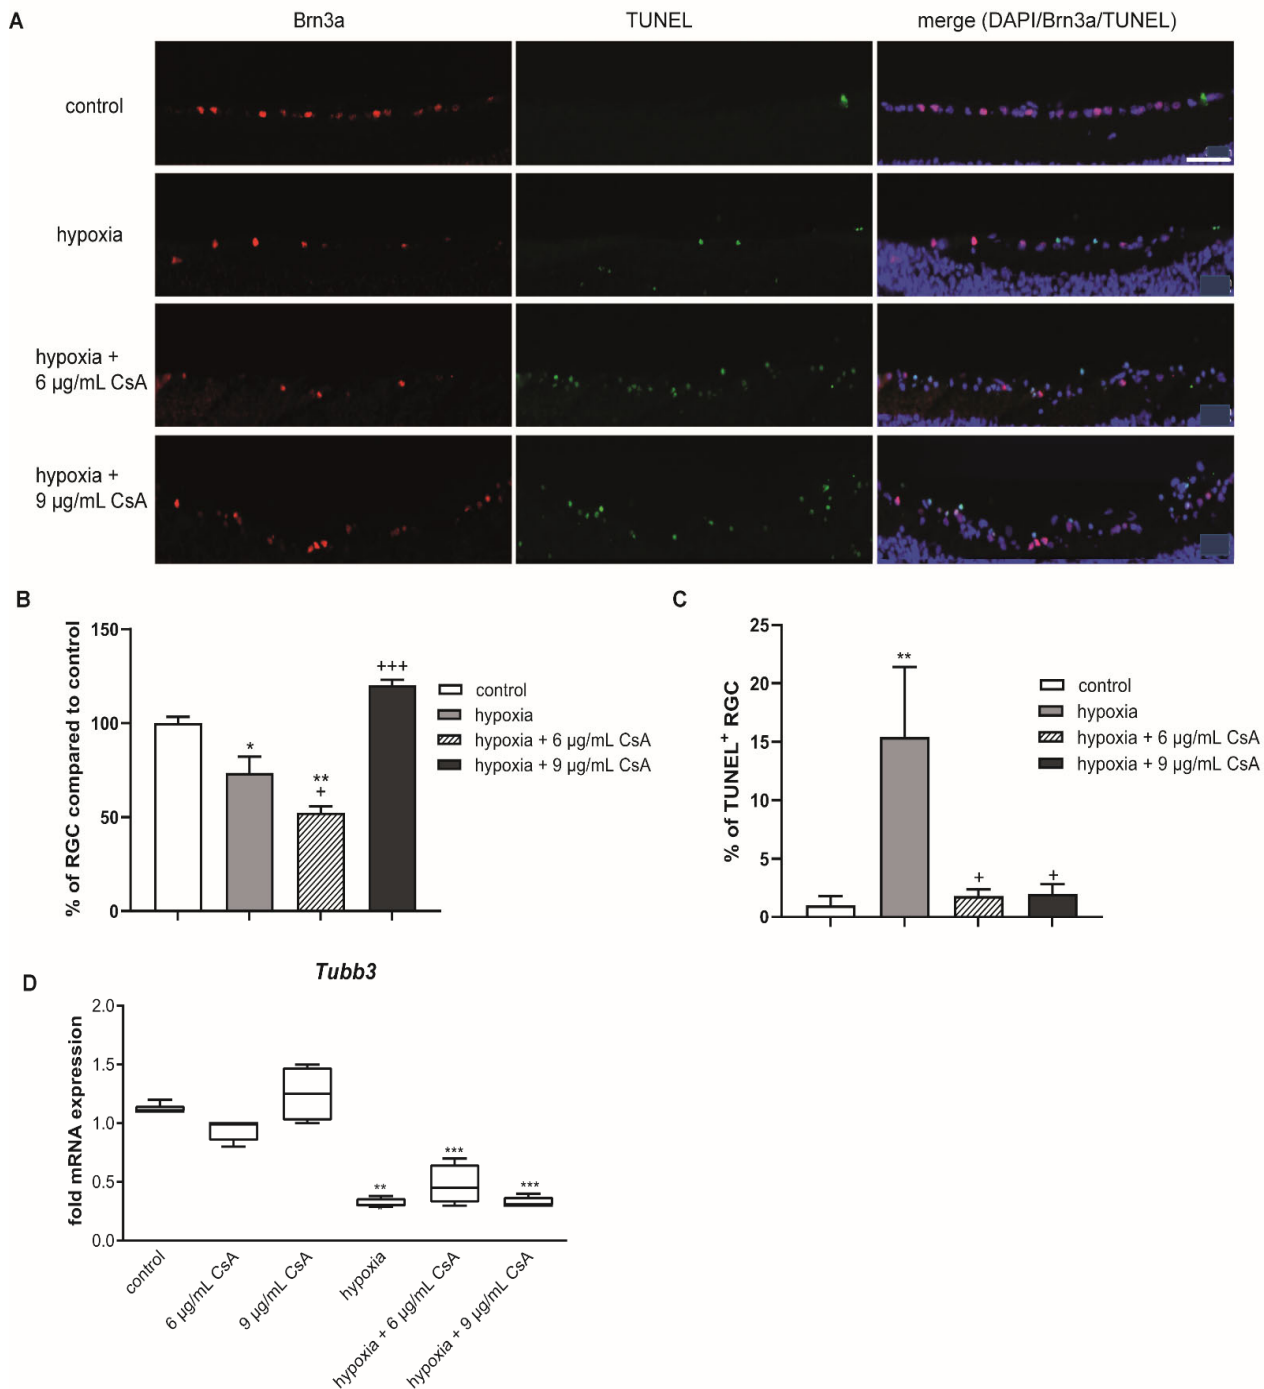 A
Brn3a
TUNEL
merge (DAPI/Brn3a/TUNEL)
control
hypoxia
hypoxia +
6 µg/mL CsA
hypoxia +
9 µg/mL CsA
B
% of RGC compared to control
150
100
50
0
*
**
+
+++
control
hypoxia
hypoxia + 6 µg/mL CsA
hypoxia + 9 µg/mL CsA
C
% of TUNEL+ RGC
25
20
15
10
5
0
**
+
+
control
hypoxia
hypoxia + 6 µg/mL CsA
hypoxia + 9 µg/mL CsA
D
Tubb3
fold mRNA expression
2.0
1.5
1.0
0.5
0.0
**
***
***
control
6 µg/mL CsA
9 µg/mL CsA
hypoxia
hypoxia + 6 µg/mL CsA
hypoxia + 9 µg/mL CsA